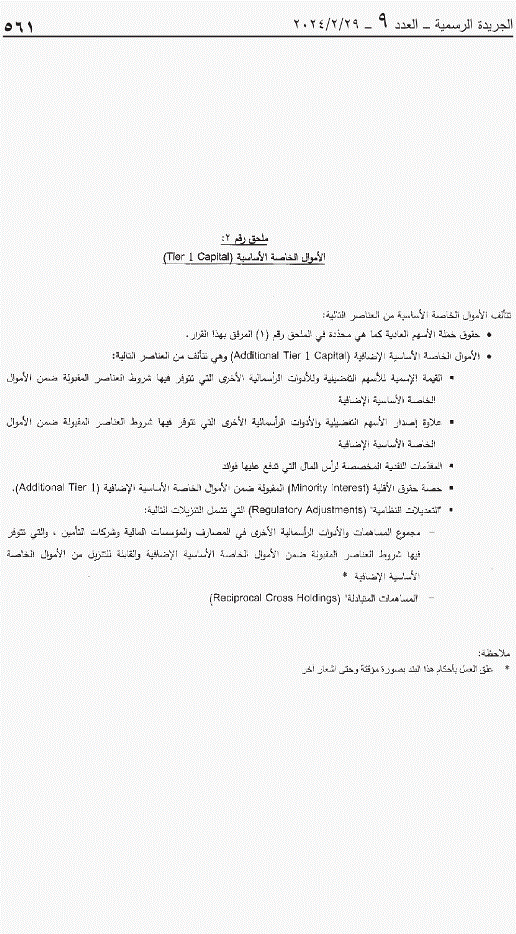 الجريدة الرسمية – العدد ٩ – ٢٠٢٤/٢/٢٩
٥٦١
ملحق رقم ٢:
الأموال الخاصة الأساسية (Tier 1 Capital)
تتألف الأموال الخاصة الأساسية من العناصر التالية:
• حقوق حملة الأسهم العادية كما هي محدّدة في الملحق رقم (١) المرفق بهذا القرار.
• الأموال الخاصة الأساسية الإضافية (Additional Tier 1 Capital) وهي تتألف من العناصر التالية:
▪ القيمة الإسمية للأسهم التفضيلية وللأدوات الرأسمالية الأخرى التي تتوفر فيها شروط العناصر المقبولة ضمن الأموال
الخاصة الأساسية الإضافية
▪ علاوة إصدار الأسهم التفضيلية والأدوات الرأسمالية الأخرى التي تتوفر فيها شروط العناصر المقبولة ضمن الأموال
الخاصة الأساسية الإضافية
▪ المقدّمات النقدية المخصصة لرأس المال التي تدفع عليها فوائد
▪ حصة حقوق الأقلية (Minority Interest) المقبولة ضمن الأموال الخاصة الأساسية الإضافية (Additional Tier 1).
▪ "التعديلات النظامية" (Regulatory Adjustments) التي تشمل التنزيلات التالية:
– مجموع المساهمات والأدوات الرأسمالية الأخرى في المصارف والمؤسسات المالية وشركات التأمين ، والتي تتوفر
فيها شروط العناصر المقبولة ضمن الأموال الخاصة الأساسية الإضافية والقابلة للتنزيل من الأموال الخاصة
الأساسية الإضافية *
– المساهمات المتبادلة" (Reciprocal Cross Holdings)
ملاحظة:
* علّق العمل بأحكام هذا البند بصورة مؤقتة وحتى اشعار اخر